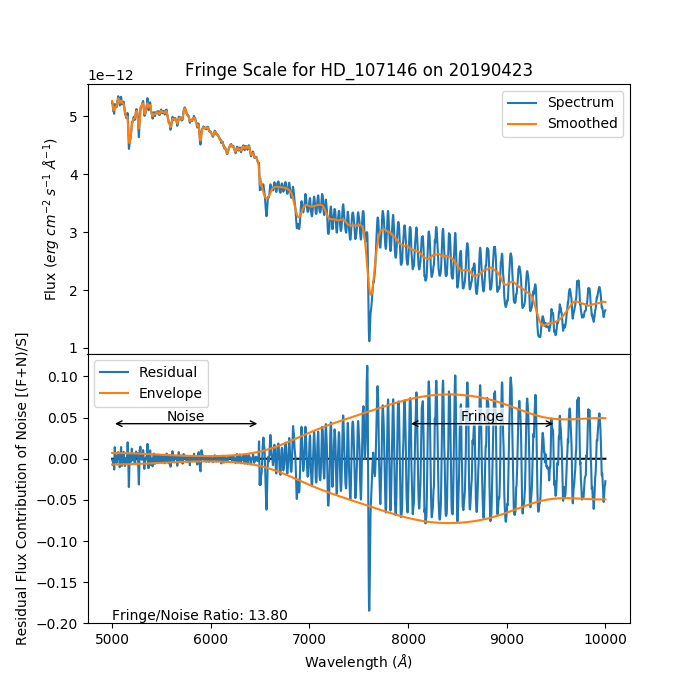 Fringe Scale for HD_107146 on 20190423
1e−12
Flux (erg cm⁻² s⁻¹ Å⁻¹)
5
4
3
2
1
Spectrum
Smoothed
Residual Flux Contribution of Noise [(F+N)/S]
0.10
0.05
0.00
−0.05
−0.10
−0.15
−0.20
Residual
Envelope
Noise
Fringe
Fringe/Noise Ratio: 13.80
5000 6000 7000 8000 9000 10000
Wavelength (Å)